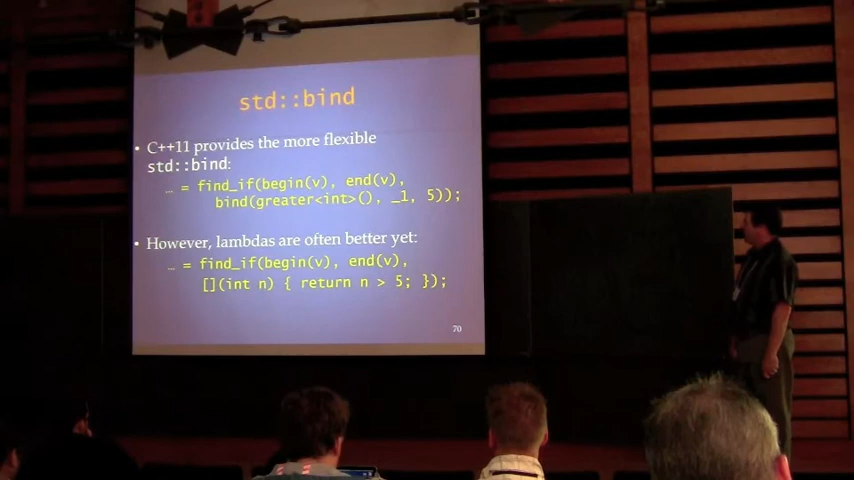 std::bind
• C++11 provides the more flexible
std::bind:
… = find_if(begin(v), end(v),
bind(greater<int>(), _1, 5));
• However, lambdas are often better yet:
… = find_if(begin(v), end(v),
[](int n) { return n > 5; });
70